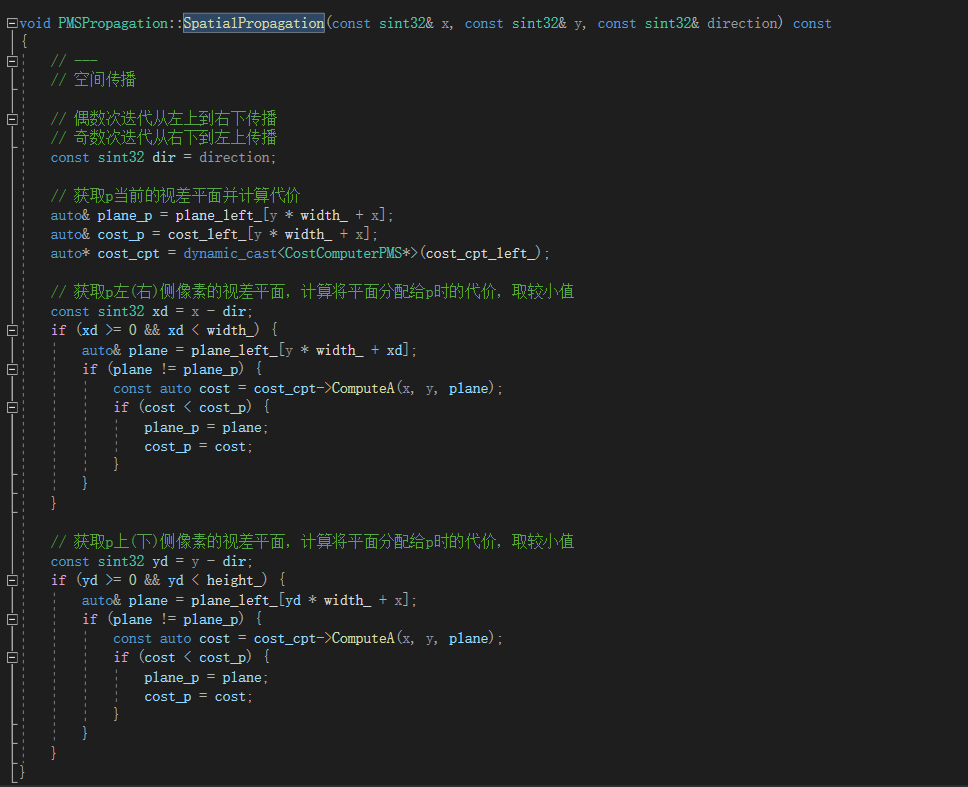 void PMSPropagation::SpatialPropagation(const sint32& x, const sint32& y, const sint32& direction) const
{
// ---
// 空间传播
// 偶数次迭代从左上到右下传播
// 奇数次迭代从右下到左上传播
const sint32 dir = direction;
// 获取p当前的视差平面并计算代价
auto& plane_p = plane_left_[y * width_ + x];
auto& cost_p = cost_left_[y * width_ + x];
auto* cost_cpt = dynamic_cast<CostComputerPMS*>(cost_cpt_left_);
// 获取p左(右)侧像素的视差平面，计算将平面分配给p时的代价，取较小值
const sint32 xd = x - dir;
if (xd >= 0 && xd < width_) {
auto& plane = plane_left_[y * width_ + xd];
if (plane != plane_p) {
const auto cost = cost_cpt->ComputeA(x, y, plane);
if (cost < cost_p) {
plane_p = plane;
cost_p = cost;
}
}
}
// 获取p上(下)侧像素的视差平面，计算将平面分配给p时的代价，取较小值
const sint32 yd = y - dir;
if (yd >= 0 && yd < height_) {
auto& plane = plane_left_[yd * width_ + x];
if (plane != plane_p) {
const auto cost = cost_cpt->ComputeA(x, y, plane);
if (cost < cost_p) {
plane_p = plane;
cost_p = cost;
}
}
}
}